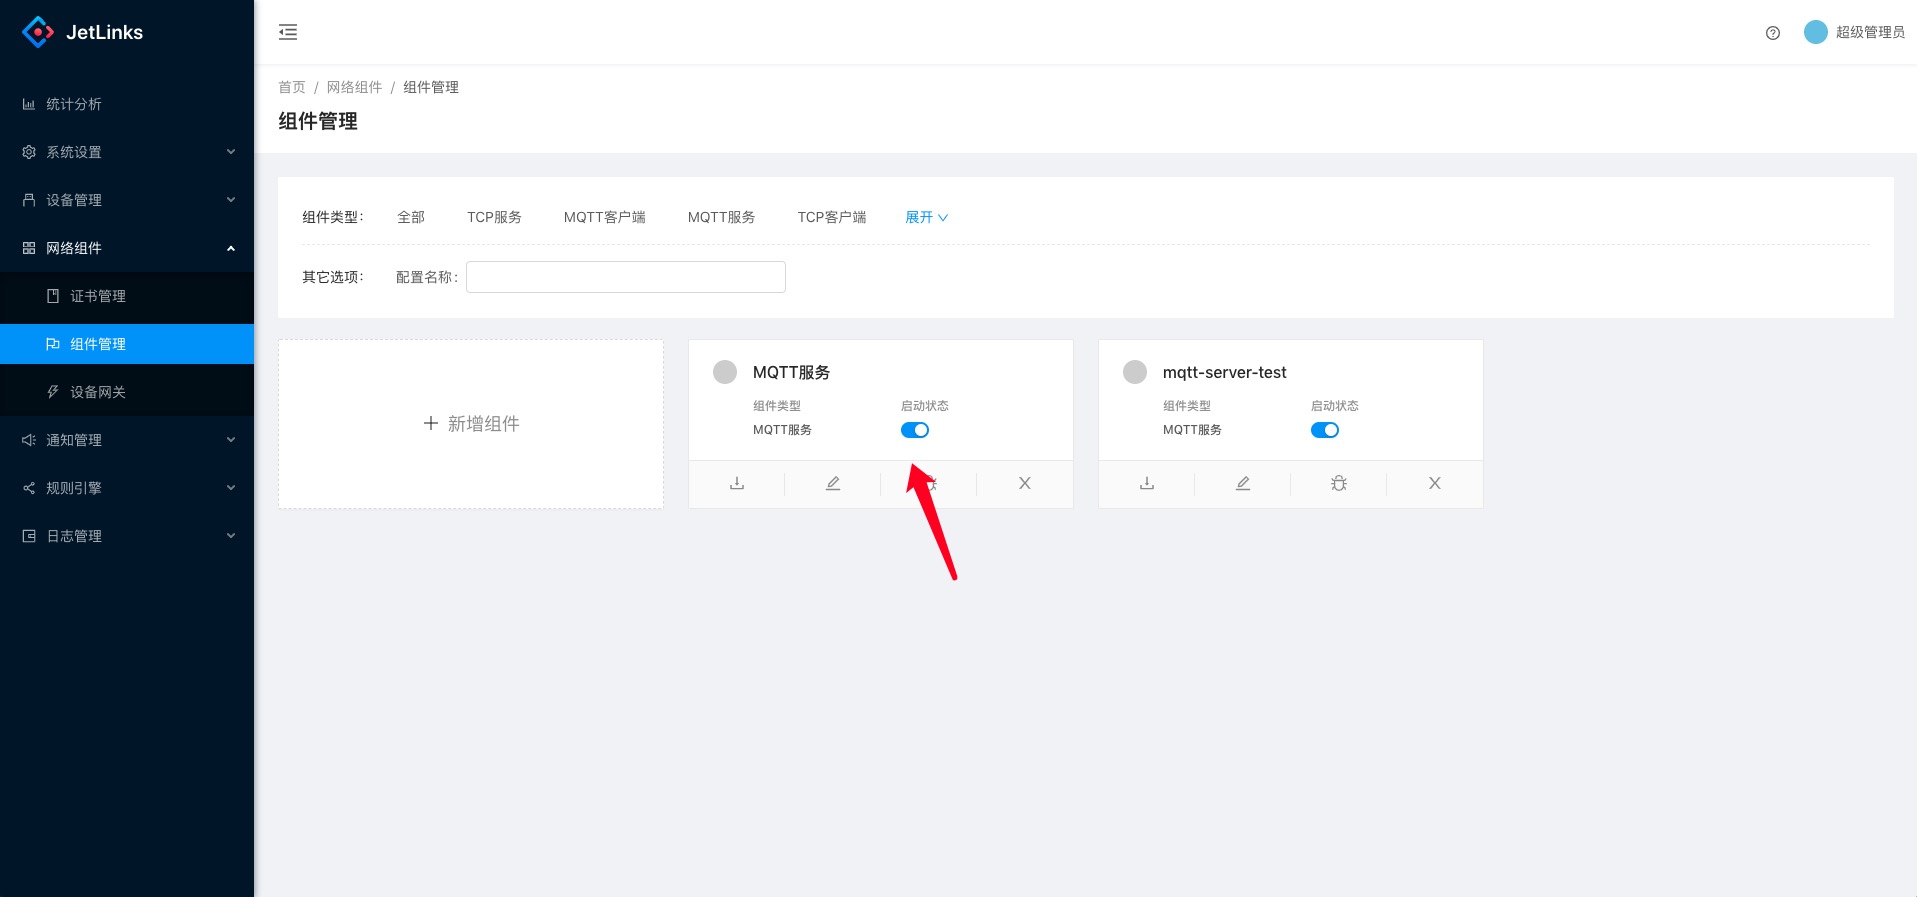 JetLinks
超级管理员
统计分析
系统设置
设备管理
网络组件
证书管理
组件管理
设备网关
通知管理
规则引擎
日志管理
首页 / 网络组件 / 组件管理
组件管理
组件类型： 全部 TCP服务 MQTT客户端 MQTT服务 TCP客户端 展开
其它选项： 配置名称：
新增组件
MQTT服务
组件类型 启动状态
MQTT服务
mqtt-server-test
组件类型 启动状态
MQTT服务